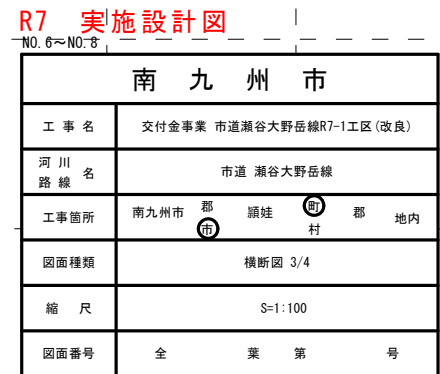 R7 実施設計図
NO.6〜NO.8
南九州市
工事名 交付金事業 市道瀬谷大野岳線R7-1工区(改良)
河川
路線 名 市道 瀬谷大野岳線
工事箇所 南九州市 郡 市 頴娃 町 村 郡 地内
図面種類 横断図 3/4
縮尺 S=1:100
図面番号 全 葉 第 号